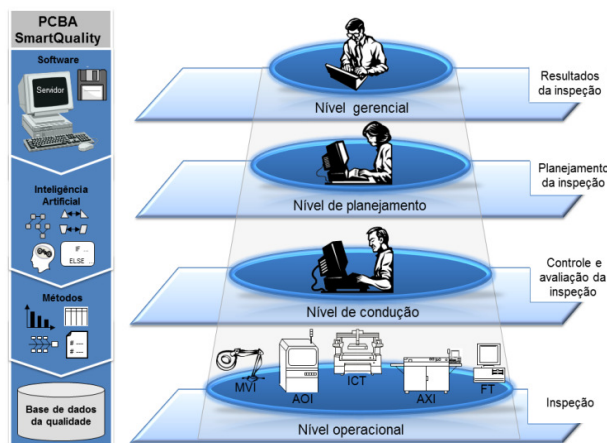 PCBA
SmartQuality
Software
Servidor
Inteligência
Artificial
IF ...
ELSE ...
Métodos
# ...
# ...
Base de dados
da qualidade
Nível gerencial
Resultados
da inspeção
Nível de planejamento
Planejamento
da inspeção
Nível de condução
Controle e
avaliação da
inspeção
MVI
AOI
ICT
AXI
FT
Nível operacional
Inspeção